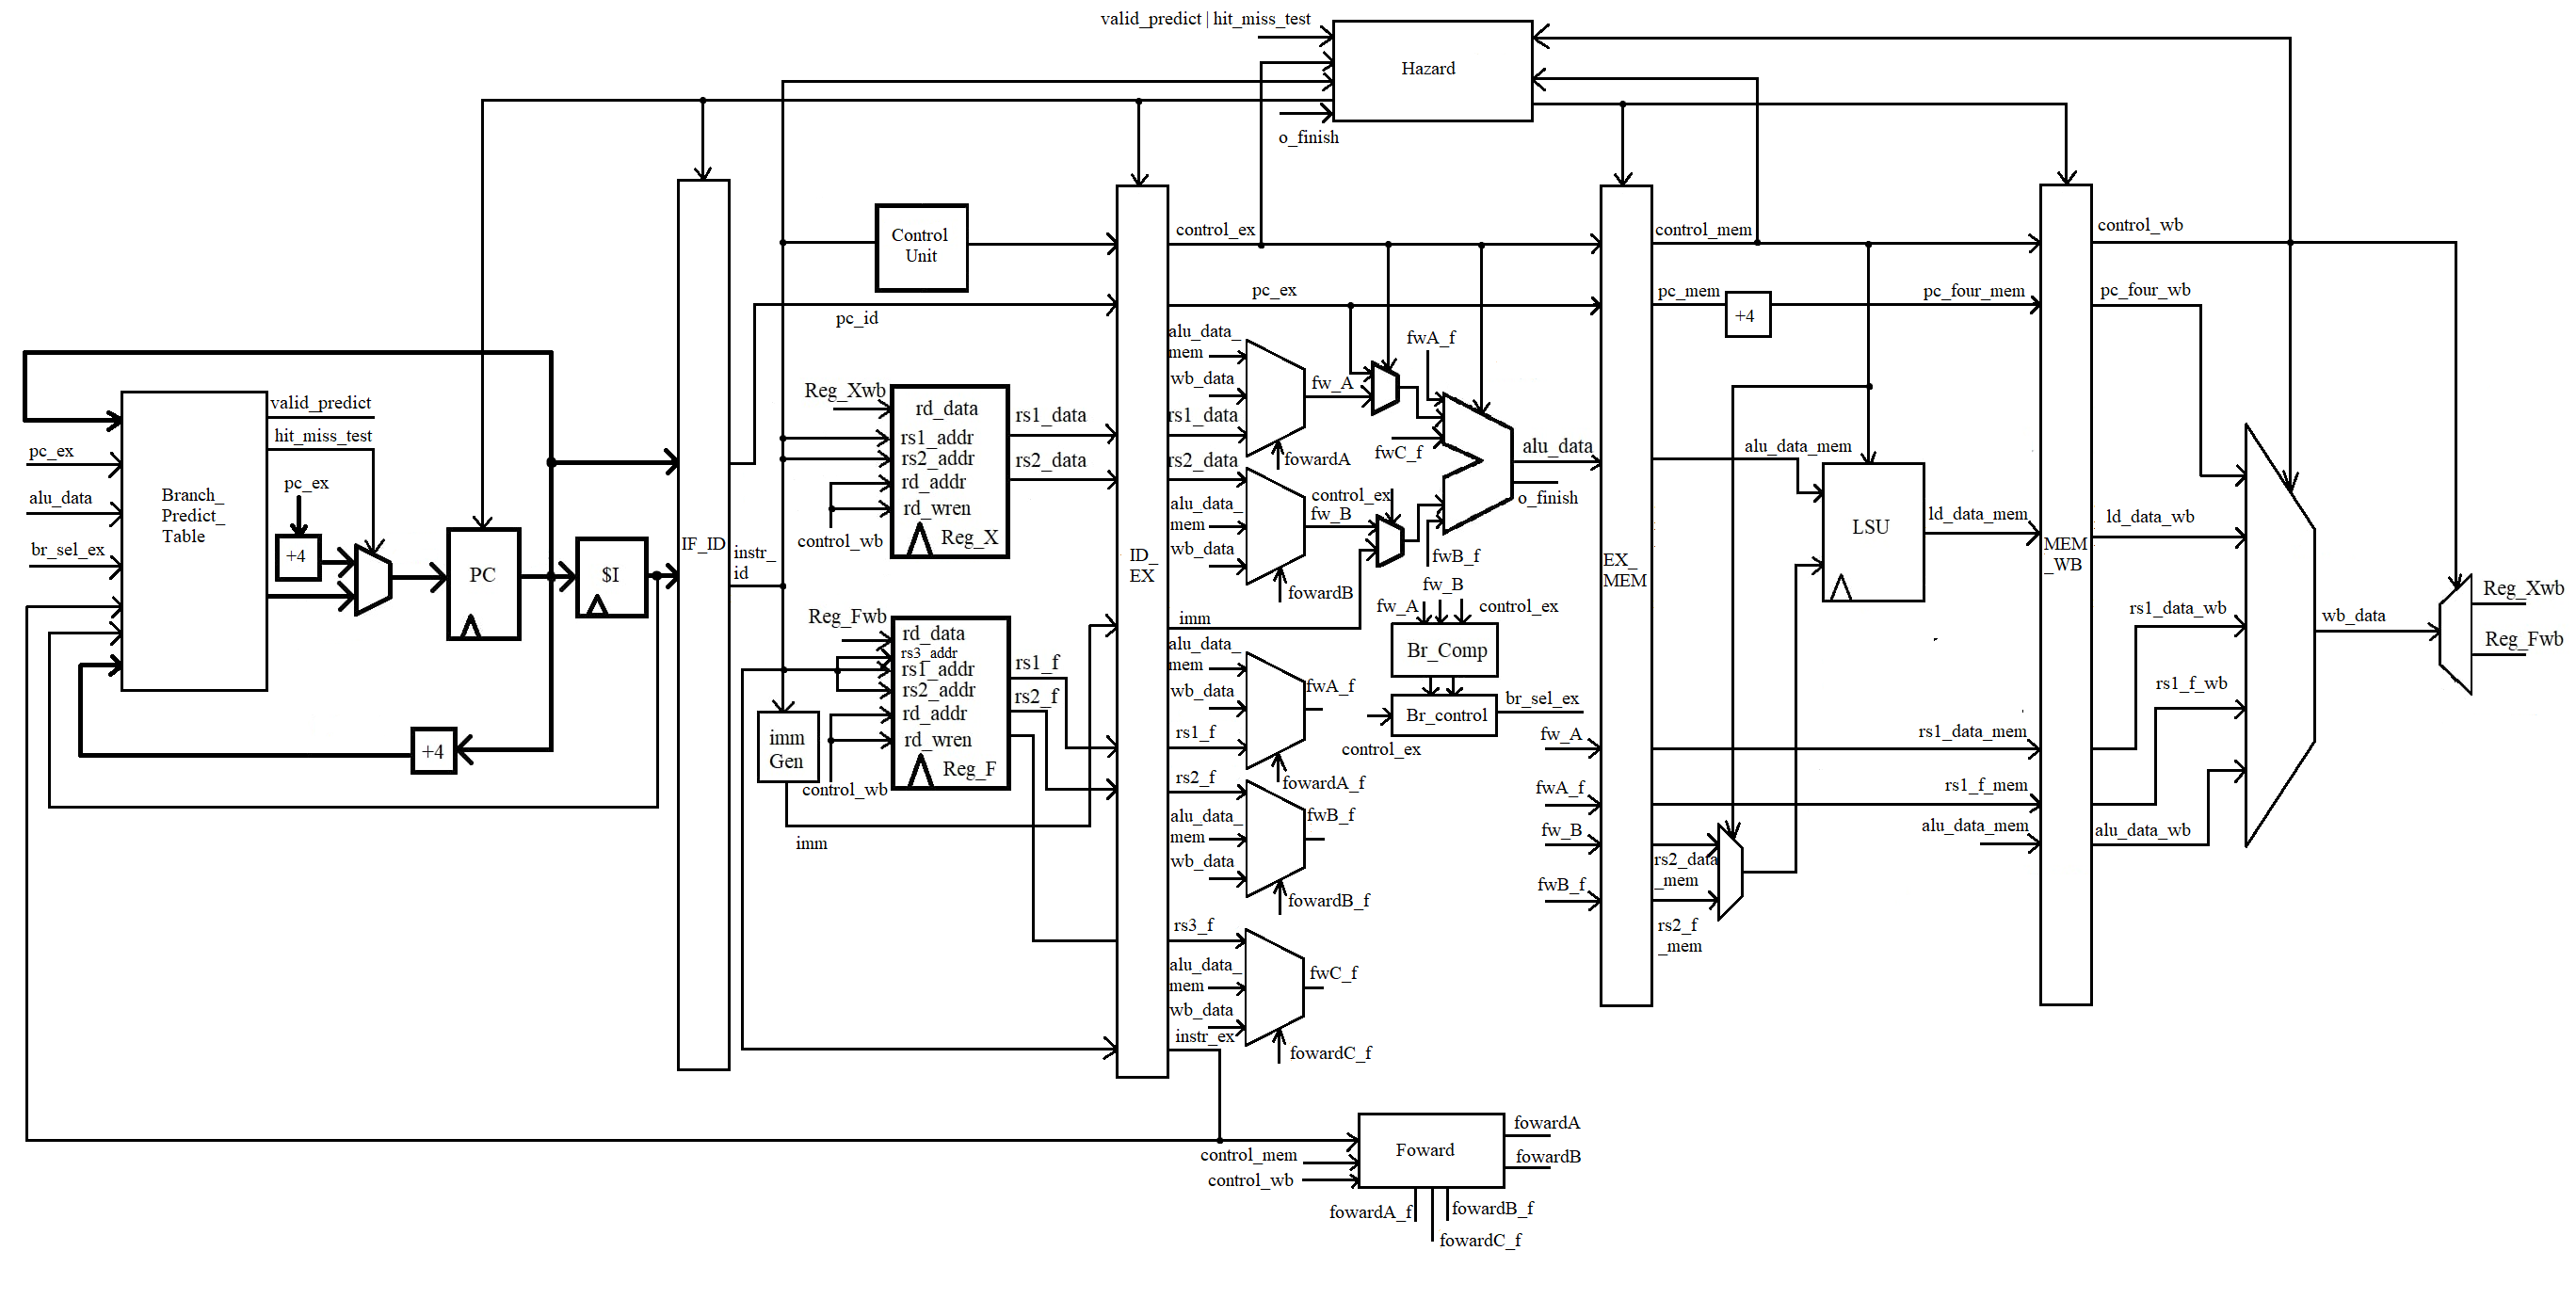 valid_predict | hit_miss_test
Hazard
o_finish
Branch_
Predict_
Table
valid_predict
hit_miss_test
pc_ex
alu_data
br_sel_ex
pc_ex
+4
PC
$I
+4
IF_ID
instr_
id
Control
Unit
pc_id
Reg_Xwb
rd_data
rs1_addr
rs2_addr
rd_addr
rd_wren
Reg_X
control_wb
rs1_data
rs2_data
Reg_Fwb
rd_data
rs3_addr
rs1_addr
rs2_addr
rd_addr
rd_wren
Reg_F
control_wb
rs1_f
rs2_f
imm
Gen
imm
ID_
EX
control_ex
pc_ex
alu_data_
mem
wb_data
rs1_data
fw_A
fowardA
rs2_data
alu_data_
mem
wb_data
control_ex
fw_B
fowardB
imm
fwA_f
fwC_f
fwB_f
alu_data
o_finish
fw_B
fw_A
control_ex
Br_Comp
Br_control
br_sel_ex
control_ex
alu_data_
mem
wb_data
rs1_f
fwA_f
fowardA_f
rs2_f
alu_data_
mem
wb_data
fwB_f
fowardB_f
rs3_f
alu_data_
mem
wb_data
fwC_f
fowardC_f
instr_ex
Foward
control_mem
control_wb
fowardA
fowardB
fowardA_f
fowardB_f
fowardC_f
fw_A
fwA_f
fw_B
fwB_f
EX_
MEM
control_mem
pc_mem
+4
pc_four_mem
alu_data_mem
LSU
ld_data_mem
rs1_data_mem
rs1_f_mem
alu_data_mem
rs2_data
_mem
rs2_f
_mem
MEM
_WB
control_wb
pc_four_wb
ld_data_wb
rs1_data_wb
rs1_f_wb
alu_data_wb
wb_data
Reg_Xwb
Reg_Fwb